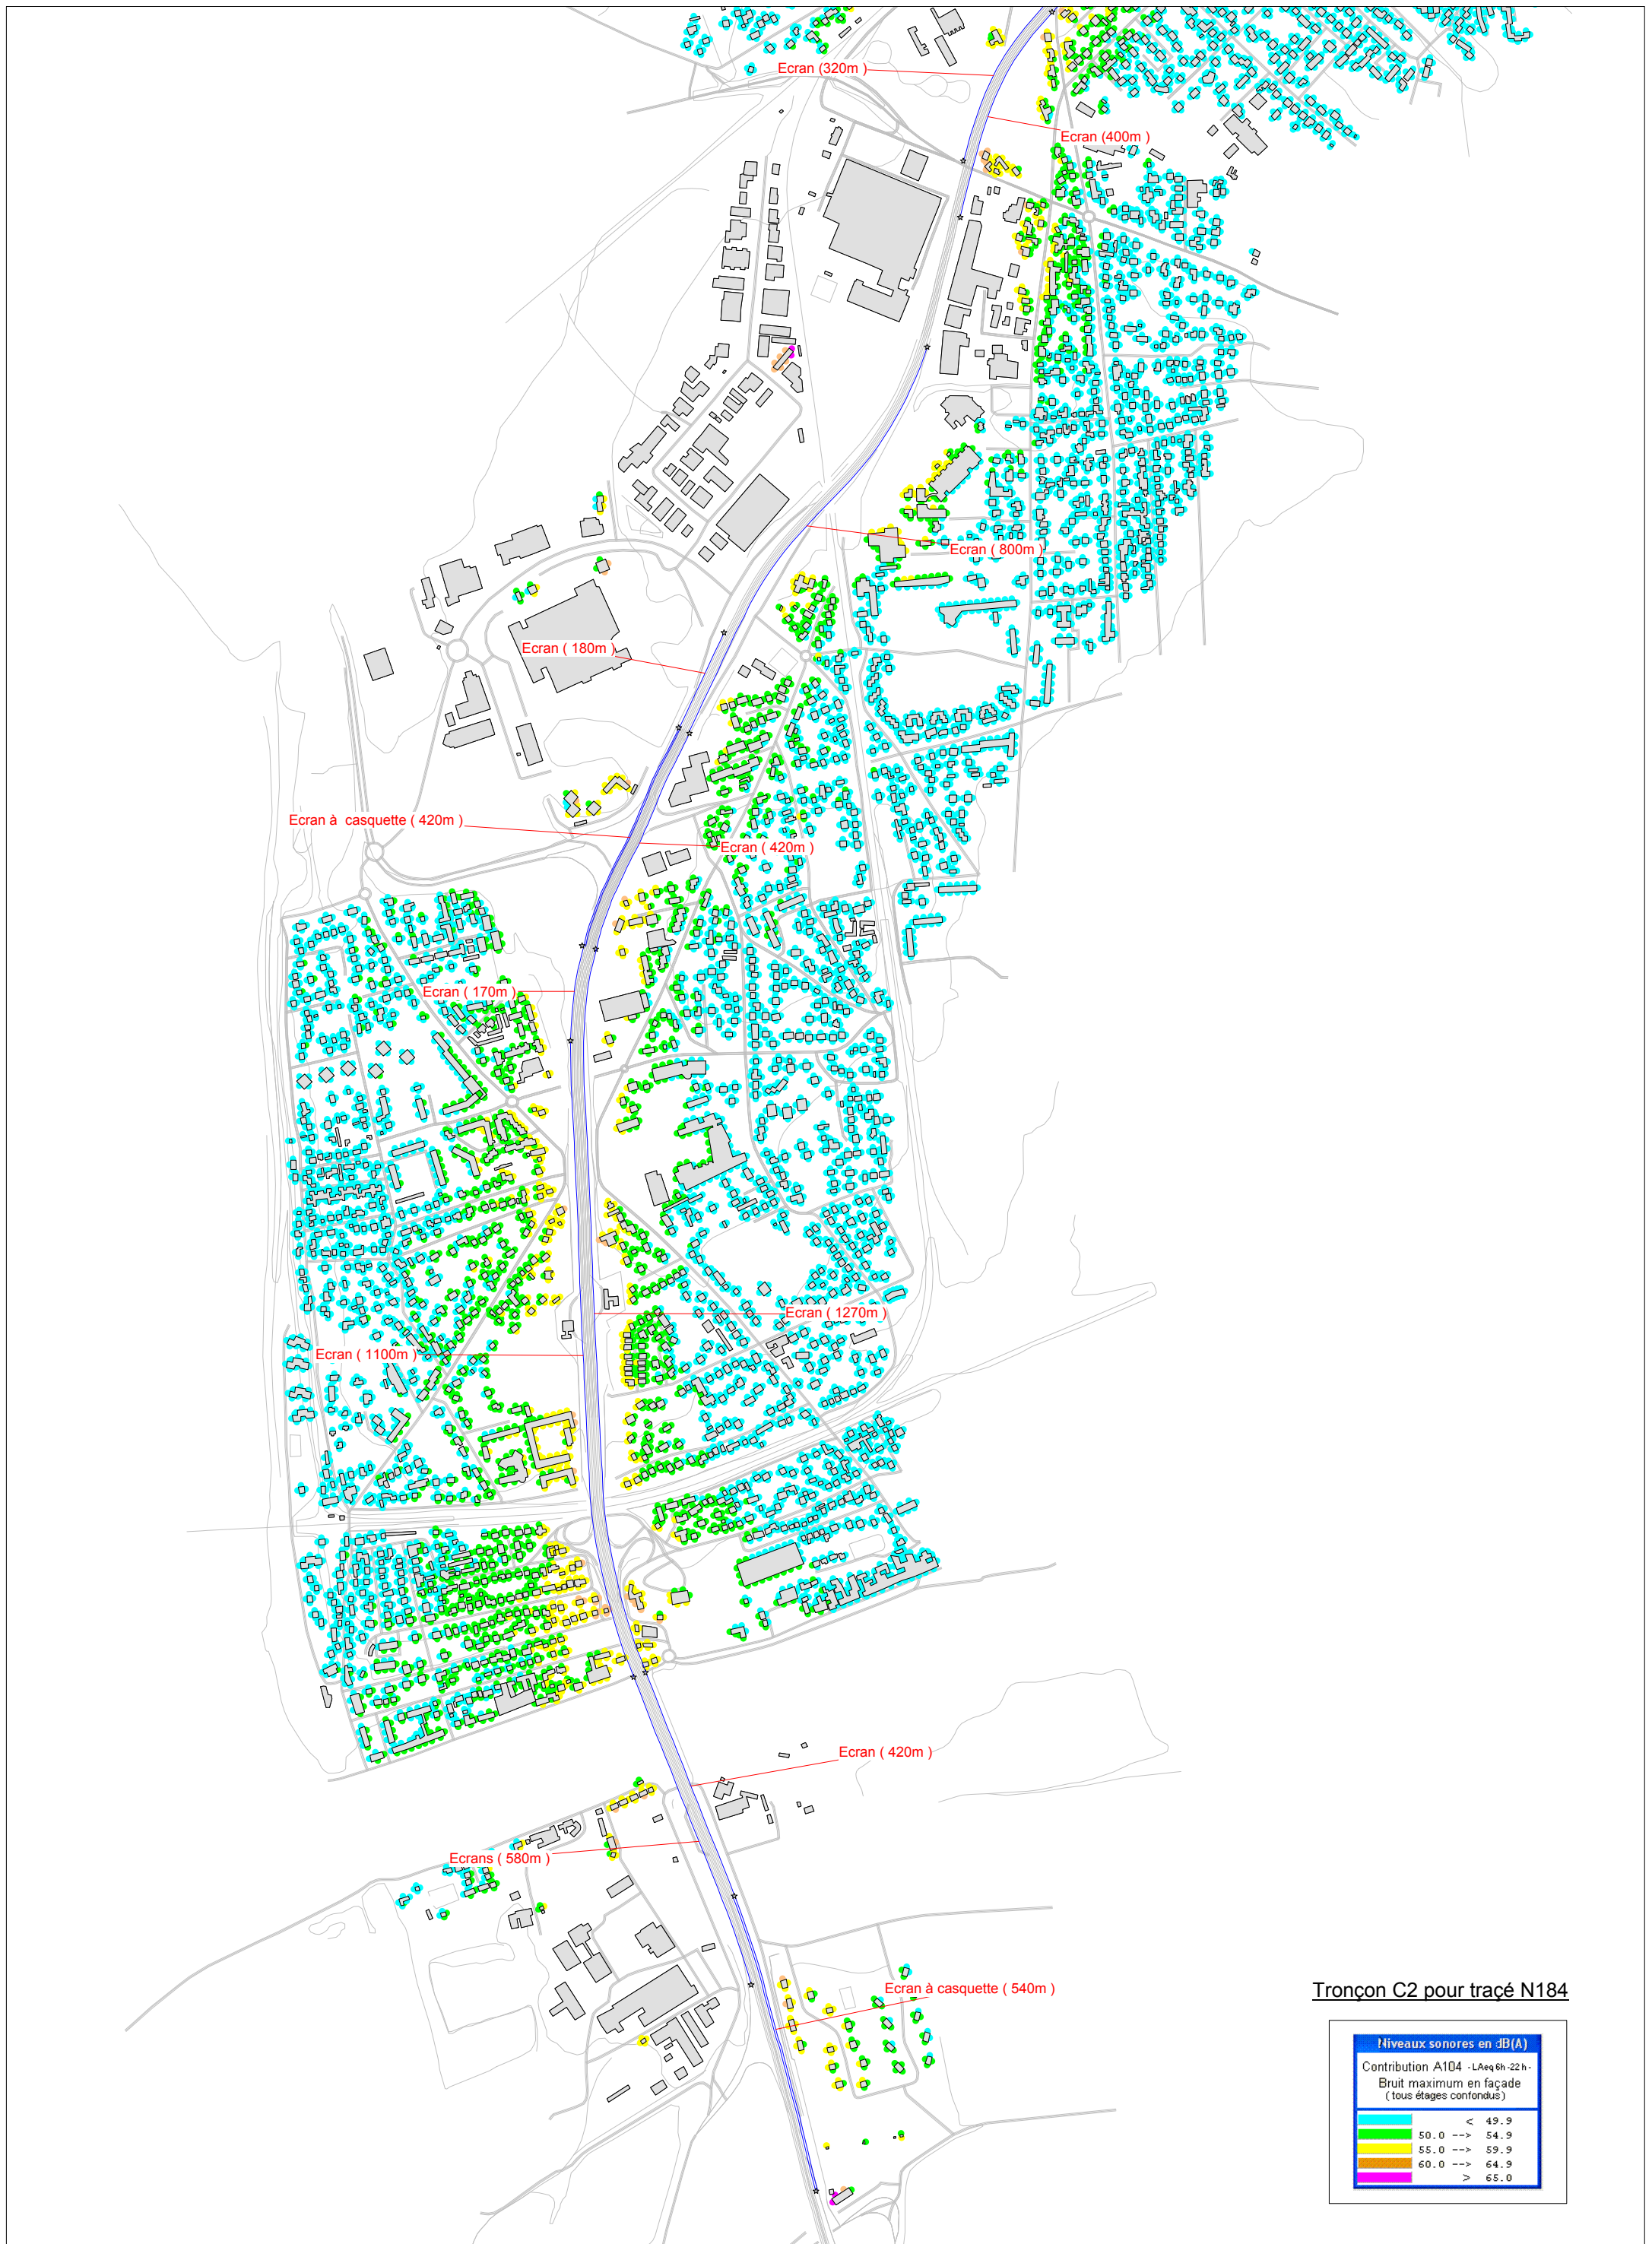 Ecran (320m )
Ecran (400m )
Ecran ( 800m )
Ecran ( 180m )
Ecran à  casquette ( 420m )
Ecran ( 420m )
Ecran ( 170m )
Ecran ( 1270m )
Ecran ( 1100m )
Ecran ( 420m )
Ecrans ( 580m )
Ecran à casquette ( 540m )
Tronçon C2 pour traçé N184
Niveaux sonores en dB(A)
Contribution A104 - LAeq 6h-22 h -
Bruit maximum en façade
( tous étages confondus )
< 49.9
50.0 --> 54.9
55.0 --> 59.9
60.0 --> 64.9
> 65.0